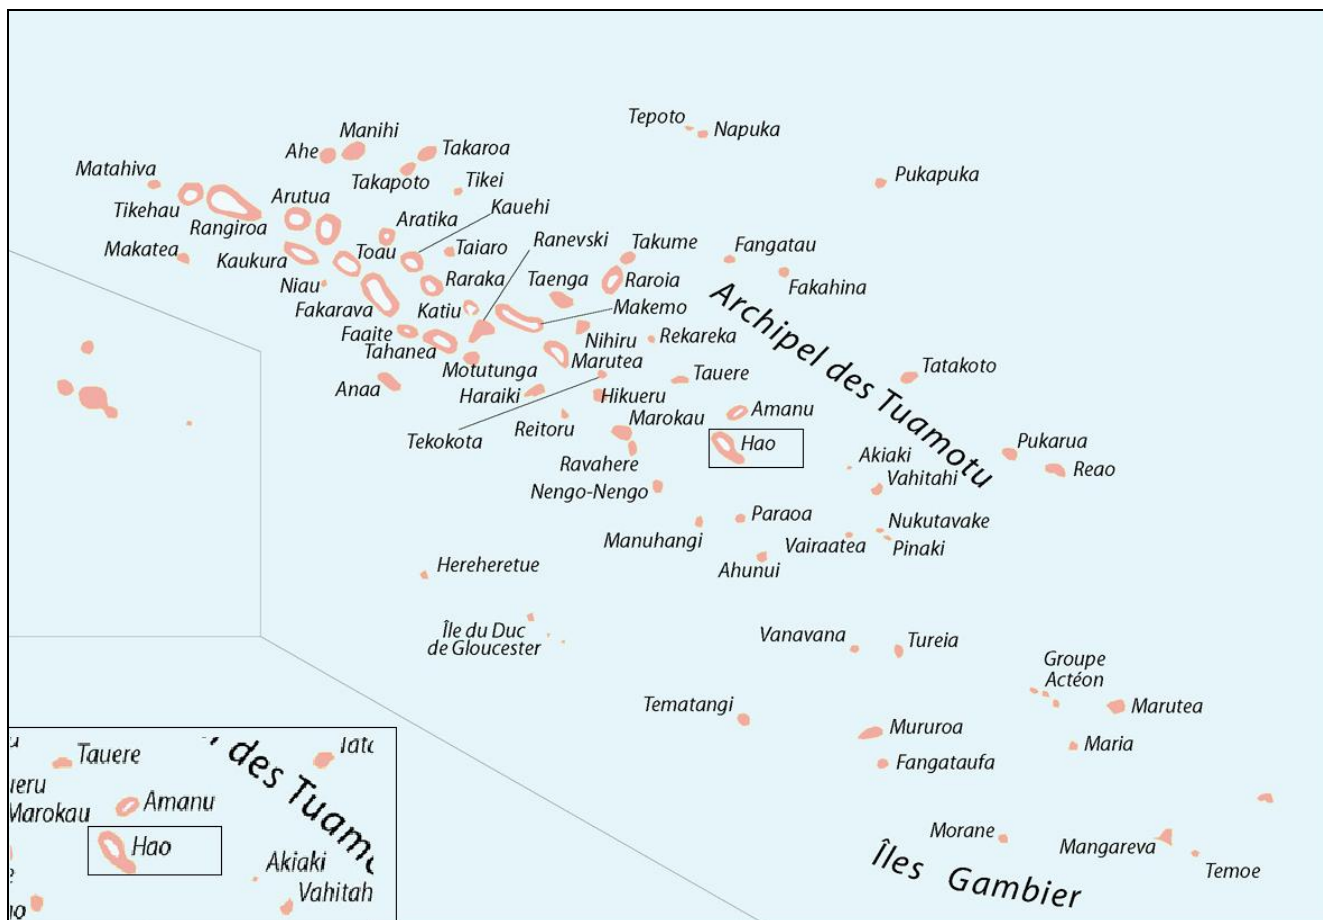 Tepoto
Napuka
Manihi
Ahe
Takaroa
Matahiva
Takapoto
Tikei
Pukapuka
Tikehau
Arutua
Kauehi
Rangiroa
Aratika
Ranevski
Takume
Fangatau
Makatea
Kaukura
Toau
Taiaro
Niau
Raraka
Taenga
Raroia
Fakahina
Fakarava
Katiu
Makemo
Archipel des Tuamotu
Faaite
Nihiru
Rekareka
Tahanea
Motutunga
Marutea
Tatakoto
Anaa
Haraiki
Hikueru
Tauere
Reitoru
Marokau
Amanu
Tekokota
Hao
Pukarua
Ravahere
Akiaki
Reao
Vahitahi
Nengo-Nengo
Paraoa
Nukutavake
Manuhangi
Vairaatea
Pinaki
Hereheretue
Ahunui
Île du Duc
de Gloucester
Vanavana
Tureia
Groupe
Actéon
Tematangi
Marutea
Mururoa
Maria
Fangataufa
Morane
Mangareva
Temoe
Îles Gambier
Tauere
des Tuam
ueru
Amanu
Marokau
Hao
Akiaki
Vahitah